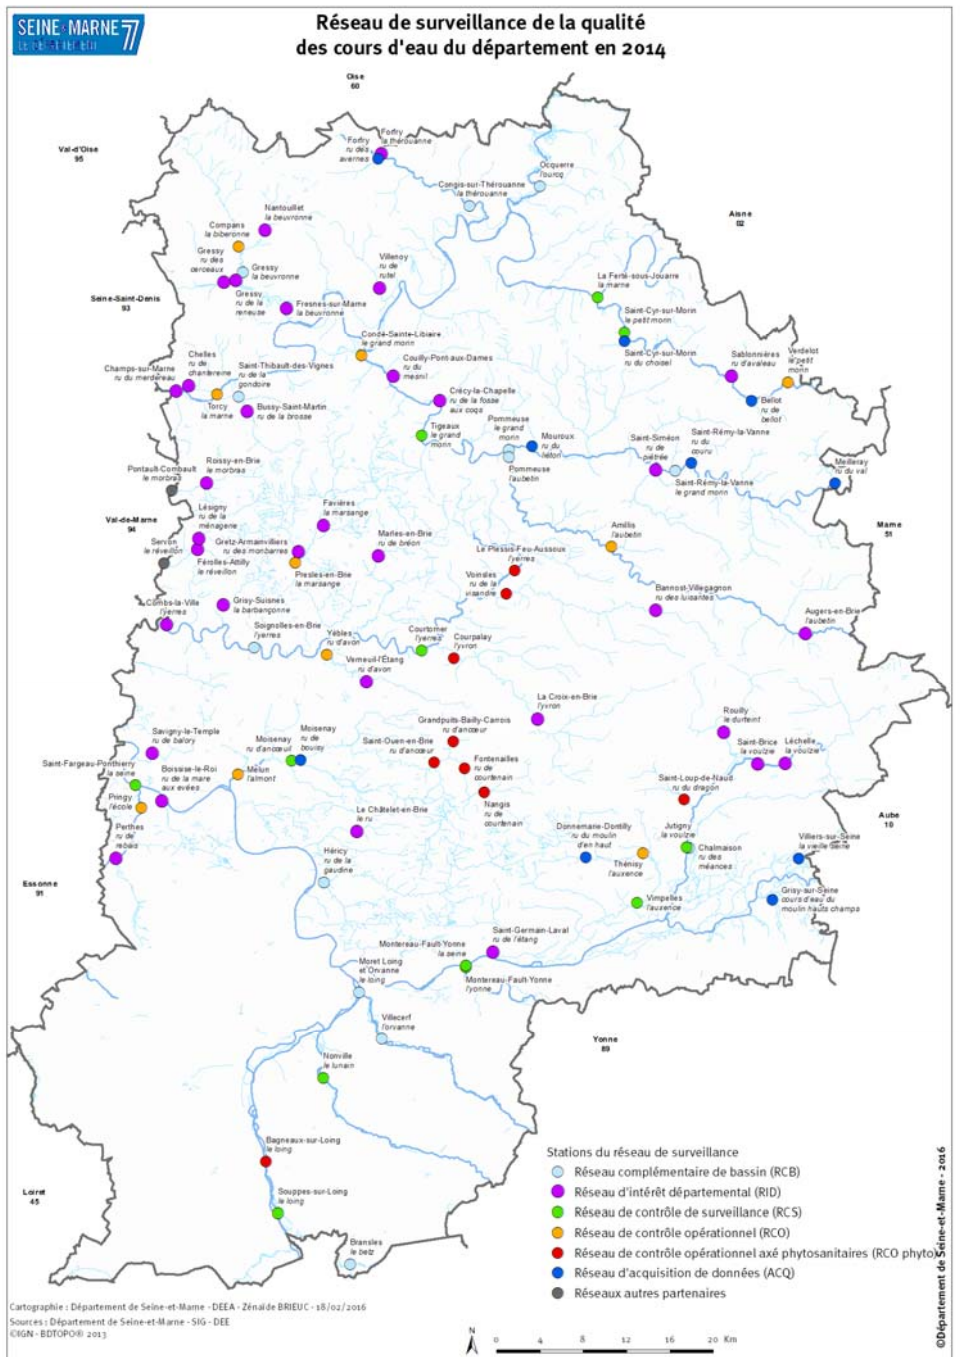 SEINE & MARNE 77
LE DÉPARTEMENT
Réseau de surveillance de la qualité
des cours d'eau du département en 2014
Oise
60
Val-d'Oise
95
Aisne
02
Seine-Saint-Denis
93
Val-de-Marne
94
Marne
51
Aube
10
Essonne
91
Yonne
89
Loiret
45
Forfry
la thérouanne
Forfry
ru des
avernes
Ocquerre
l'ourcq
Congis-sur-Thérouanne
la thérouanne
Nantouillet
la beuvronne
Compans
la biberonne
Gressy
ru des
cerceaux
Gressy
la beuvronne
Gressy
ru de la
reneuse
Villenoy
ru de
rutel
Fresnes-sur-Marne
la beuvronne
La Ferté-sous-Jouarre
la marne
Saint-Cyr-sur-Morin
le petit morin
Saint-Cyr-sur-Morin
ru du choisel
Condé-Sainte-Libiaire
le grand morin
Couilly-Pont-aux-Dames
ru du
mesnil
Sablonnières
ru d'avaleau
Verdelot
le petit
morin
Bellot
ru de
bellot
Chelles
ru de
chantereine
Champs-sur-Marne
ru du merdereau
Saint-Thibault-des-Vignes
ru de la
gondoire
Torcy
la marne
Bussy-Saint-Martin
ru de la brosse
Crécy-la-Chapelle
ru de la fosse
aux coqs
Tigeaux
le grand
morin
Pommeuse
le grand
morin
Mouroux
ru du
liéton
Pommeuse
l'aubetin
Saint-Siméon
ru de
piétrée
Saint-Rémy-la-Vanne
ru du
couru
Saint-Rémy-la-Vanne
le grand morin
Meilleray
ru du val
Pontault-Combault
le morbras
Roissy-en-Brie
le morbras
Lésigny
ru de la
ménagerie
Servon
le réveillon
Férolles-Attilly
le réveillon
Gretz-Armainvilliers
ru des monbarres
Favières
la marsange
Presles-en-Brie
la marsange
Marles-en-Brie
ru de bréon
Amillis
l'aubetin
Le Plessis-Feu-Aussoux
l'yerres
Voinsles
ru de la
visandre
Bannost-Villegagnon
ru des luisantes
Augers-en-Brie
l'aubetin
Combs-la-Ville
l'yerres
Grisy-Suisnes
la barbançonne
Soignolles-en-Brie
l'yerres
Yèbles
ru d'avon
Verneuil-l'Étang
ru d'avon
Courtomer
l'yerres
Courpalay
l'yvron
La Croix-en-Brie
l'yvron
Rouilly
le durteint
Saint-Brice
la voulzie
Léchelle
la voulzie
Savigny-le-Temple
ru de balory
Moisenay
ru d'ancœuil
Moisenay
ru de
bouisy
Grandpuits-Bailly-Carrois
ru d'ancœur
Saint-Ouen-en-Brie
ru d'ancœur
Fontenailles
ru de
courtenain
Nangis
ru de
courtenain
Saint-Loup-de-Naud
ru du dragon
Saint-Fargeau-Ponthierry
la seine
Boissise-le-Roi
ru de la mare
aux evées
Melun
l'almont
Pringy
l'école
Perthes
ru de
rebais
Le Châtelet-en-Brie
le ru
Héricy
ru de la
gaudine
Donnemarie-Dontilly
ru du moulin
d'en haut
Thénisy
l'auxence
Jutigny
la voulzie
Chalmaison
ru des
méances
Villiers-sur-Seine
la vieille seine
Grisy-sur-Seine
cours d'eau du
moulin hauts champs
Vimpelles
l'auxence
Saint-Germain-Laval
ru de l'étang
Montereau-Fault-Yonne
la seine
Montereau-Fault-Yonne
l'yonne
Moret Loing
et Orvanne
le loing
Villecerf
l'orvanne
Nonville
le lunain
Bagneaux-sur-Loing
le loing
Souppes-sur-Loing
le loing
Bransles
le betz
Stations du réseau de surveillance
Réseau complémentaire de bassin (RCB)
Réseau d'intérêt départemental (RID)
Réseau de contrôle de surveillance (RCS)
Réseau de contrôle opérationnel (RCO)
Réseau de contrôle opérationnel axé phytosanitaires (RCO phyto)
Réseau d'acquisition de données (ACQ)
Réseaux autres partenaires
©Département de Seine-et-Marne - 2016
Cartographie : Département de Seine-et-Marne - DEEA - Zénaïde BRIEUC - 18/02/2016
Sources : Département de Seine-et-Marne - SIG - DEE
©IGN - BDTOPO® 2013
N
0 4 8 12 16 20 Km